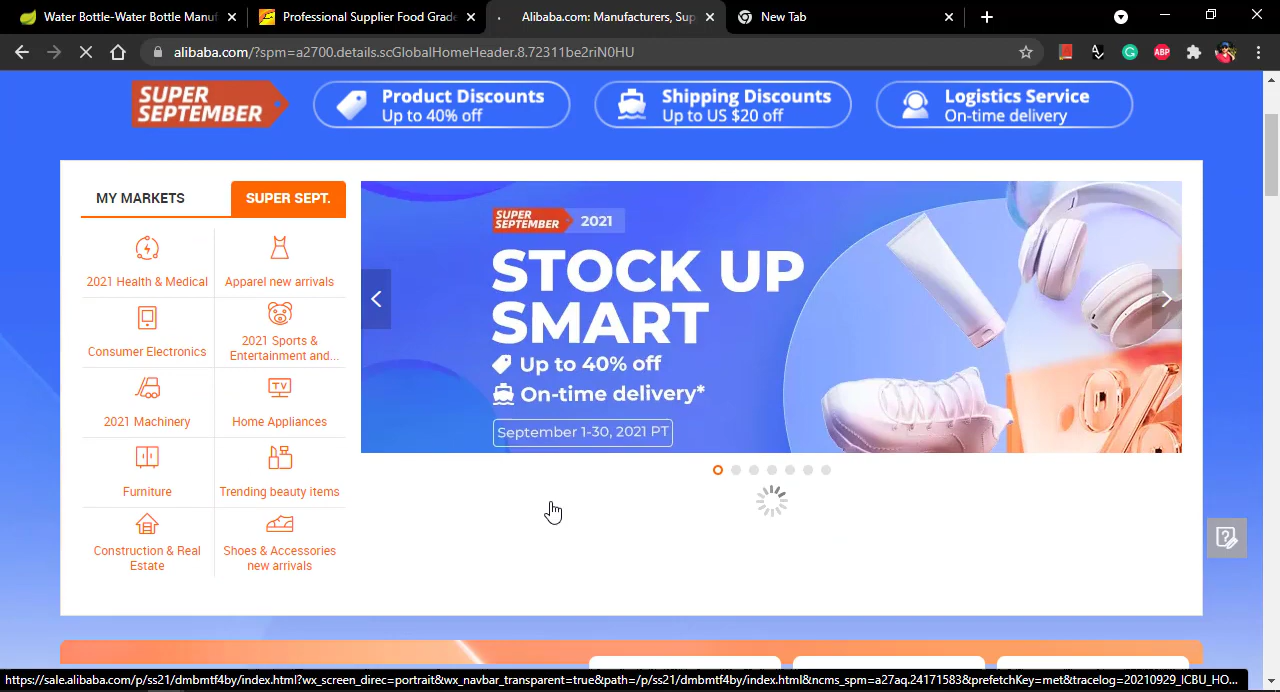 Water Bottle-Water Bottle Manuf
Professional Supplier Food Grade
Alibaba.com: Manufacturers, Sup
New Tab
alibaba.com/?spm=a2700.details.scGlobalHomeHeader.8.72311be2riN0HU
ABP
SUPER SEPTEMBER
Product Discounts
Up to 40% off
Shipping Discounts
Up to US $20 off
Logistics Service
On-time delivery
MY MARKETS
SUPER SEPT.
2021 Health & Medical
Apparel new arrivals
Consumer Electronics
2021 Sports &
Entertainment and...
2021 Machinery
TV
Home Appliances
Furniture
Trending beauty items
Construction & Real
Estate
Shoes & Accessories
new arrivals
SUPER SEPTEMBER 2021
STOCK UP
SMART
Up to 40% off
On-time delivery*
September 1-30, 2021 PT
https://sale.alibaba.com/p/ss21/dmbmtf4by/index.html?wx_screen_direc=portrait&wx_navbar_transparent=true&path=/p/ss21/dmbmtf4by/index.html&ncms_spm=a27aq.24171583&prefetchKey=met&tracelog=20210929_ICBU_HO...